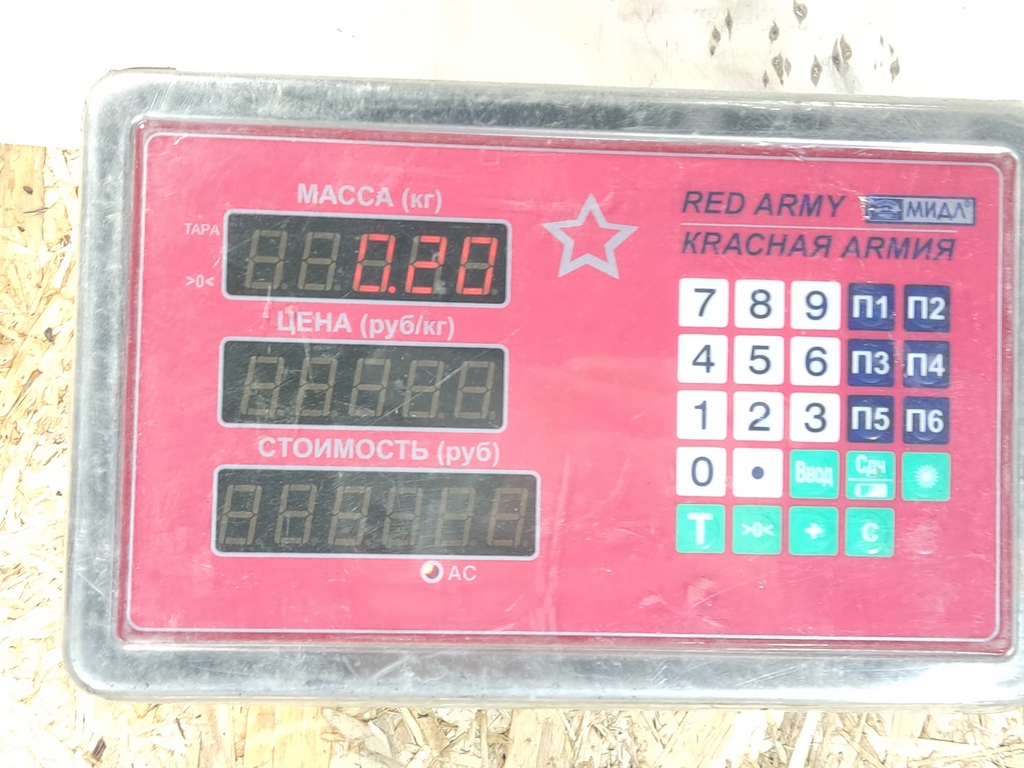 МАССА (кг)
ТАРА
0.20
>0<
ЦЕНА (руб/кг)
СТОИМОСТЬ (руб)
АС
RED ARMY МИДЛ
КRАСНАЯ АRМИЯ
7 8 9 П1 П2
4 5 6 П3 П4
1 2 3 П5 П6
0 • Ввод Сдч
Т >0< + С